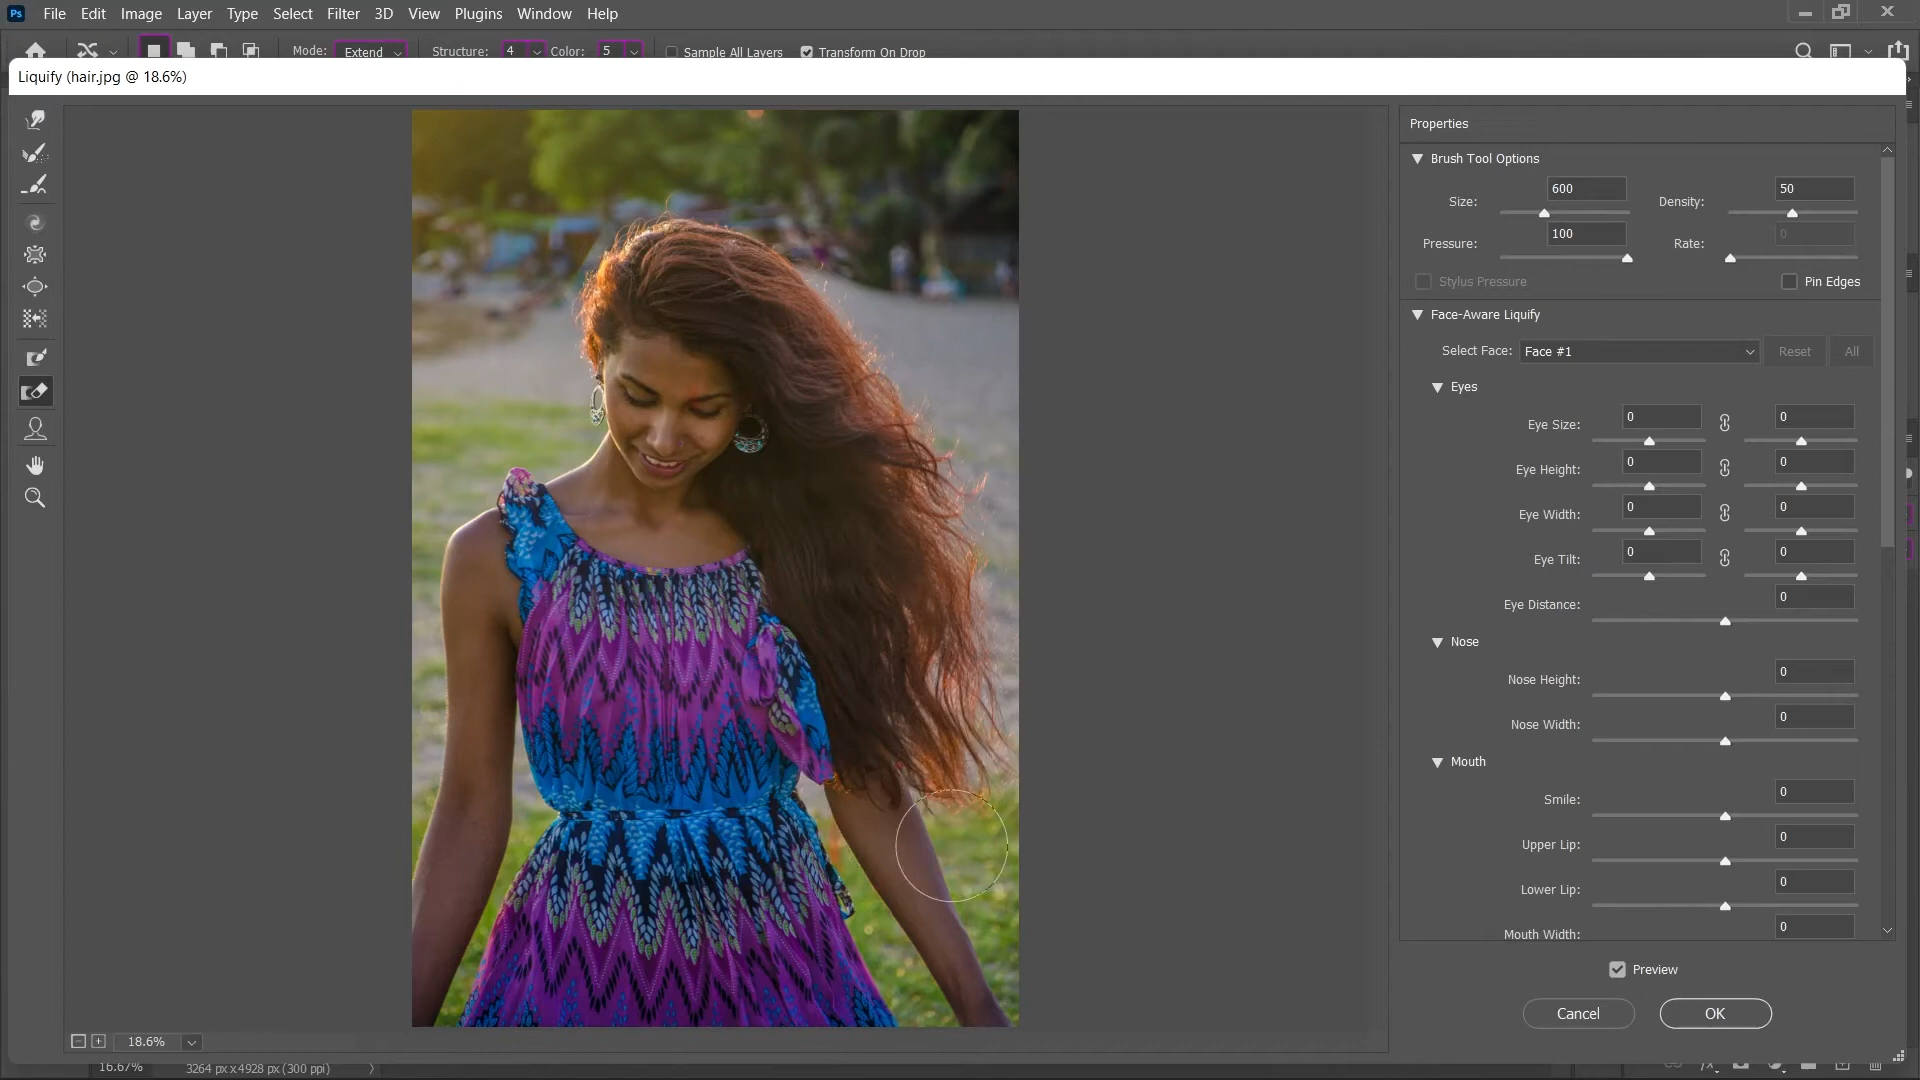 Ps File Edit Image Layer Type Select Filter 3D View Plugins Window Help
Mode: Extend Structure: 4 Color: 5 Sample All Layers Transform On Drop
Liquify (hair.jpg @ 18.6%)
Properties
Brush Tool Options
Size: 600 Density: 50
Pressure: 100 Rate: 0
Stylus Pressure Pin Edges
Face-Aware Liquify
Select Face: Face #1 Reset All
Eyes
Eye Size: 0 0
Eye Height: 0 0
Eye Width: 0 0
Eye Tilt: 0 0
Eye Distance: 0
Nose
Nose Height: 0
Nose Width: 0
Mouth
Smile: 0
Upper Lip: 0
Lower Lip: 0
Mouth Width: 0
Preview
Cancel OK
18.6%
16.67% 3264 px x 4928 px (300 ppi)